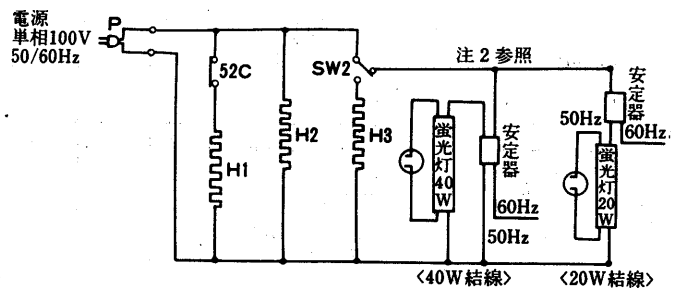 電源
単相100V
50/60Hz
P
52C
SW2
注2参照
H1
H2
H3
蛍光灯40W
安定器
60Hz
50Hz
安定器
50Hz
60Hz
蛍光灯20W
〈40W結線〉
〈20W結線〉